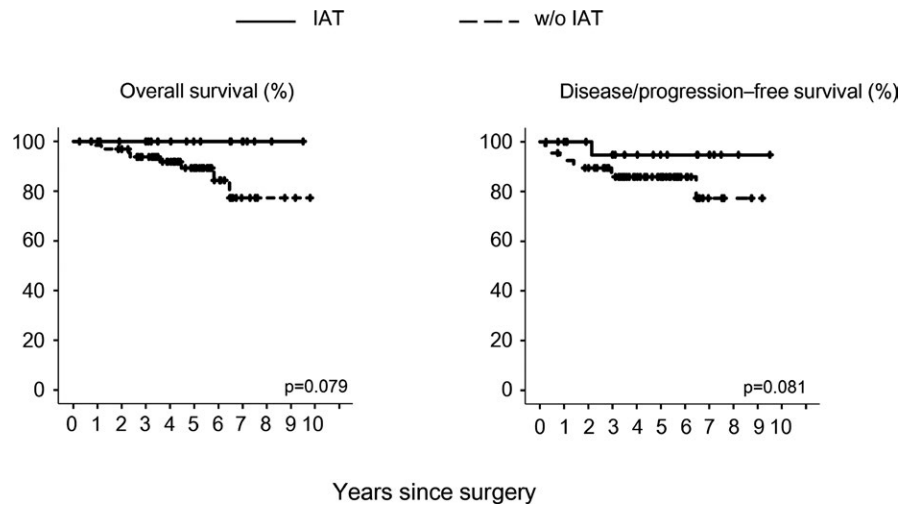 IAT w/o IAT
Overall survival (%)
100
80
60
40
20
0
p=0.079
0 1 2 3 4 5 6 7 8 9 10
Disease/progression–free survival (%)
100
80
60
40
20
0
p=0.081
0 1 2 3 4 5 6 7 8 9 10
Years since surgery